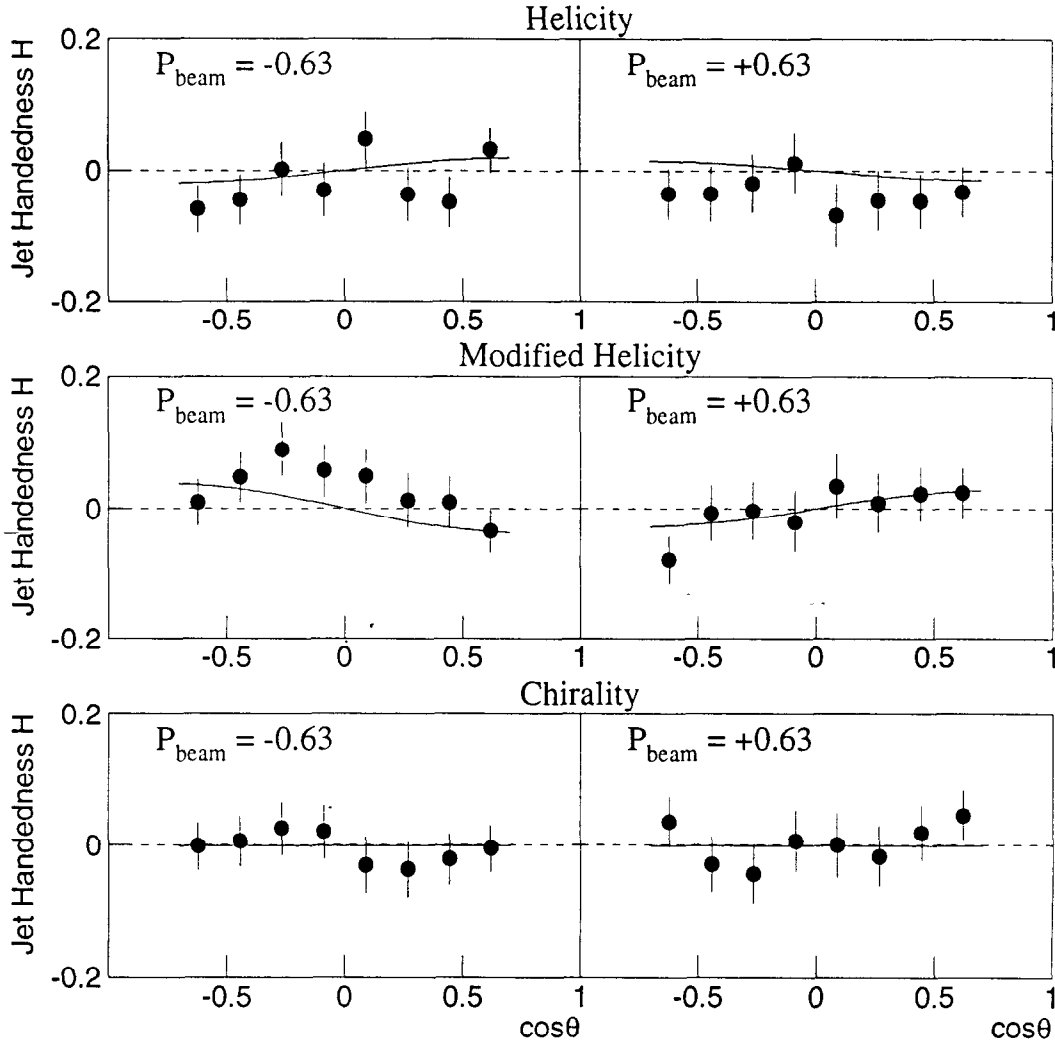 Helicity
Jet Handedness H
0.2
0
-0.2
P_beam = -0.63
P_beam = +0.63
-0.5 0 0.5 1 -0.5 0 0.5 1
Modified Helicity
Jet Handedness H
0.2
0
-0.2
P_beam = -0.63
P_beam = +0.63
-0.5 0 0.5 1 -0.5 0 0.5 1
Chirality
Jet Handedness H
0.2
0
-0.2
P_beam = -0.63
P_beam = +0.63
-0.5 0 0.5 1 -0.5 0 0.5 1
cosθ cosθ